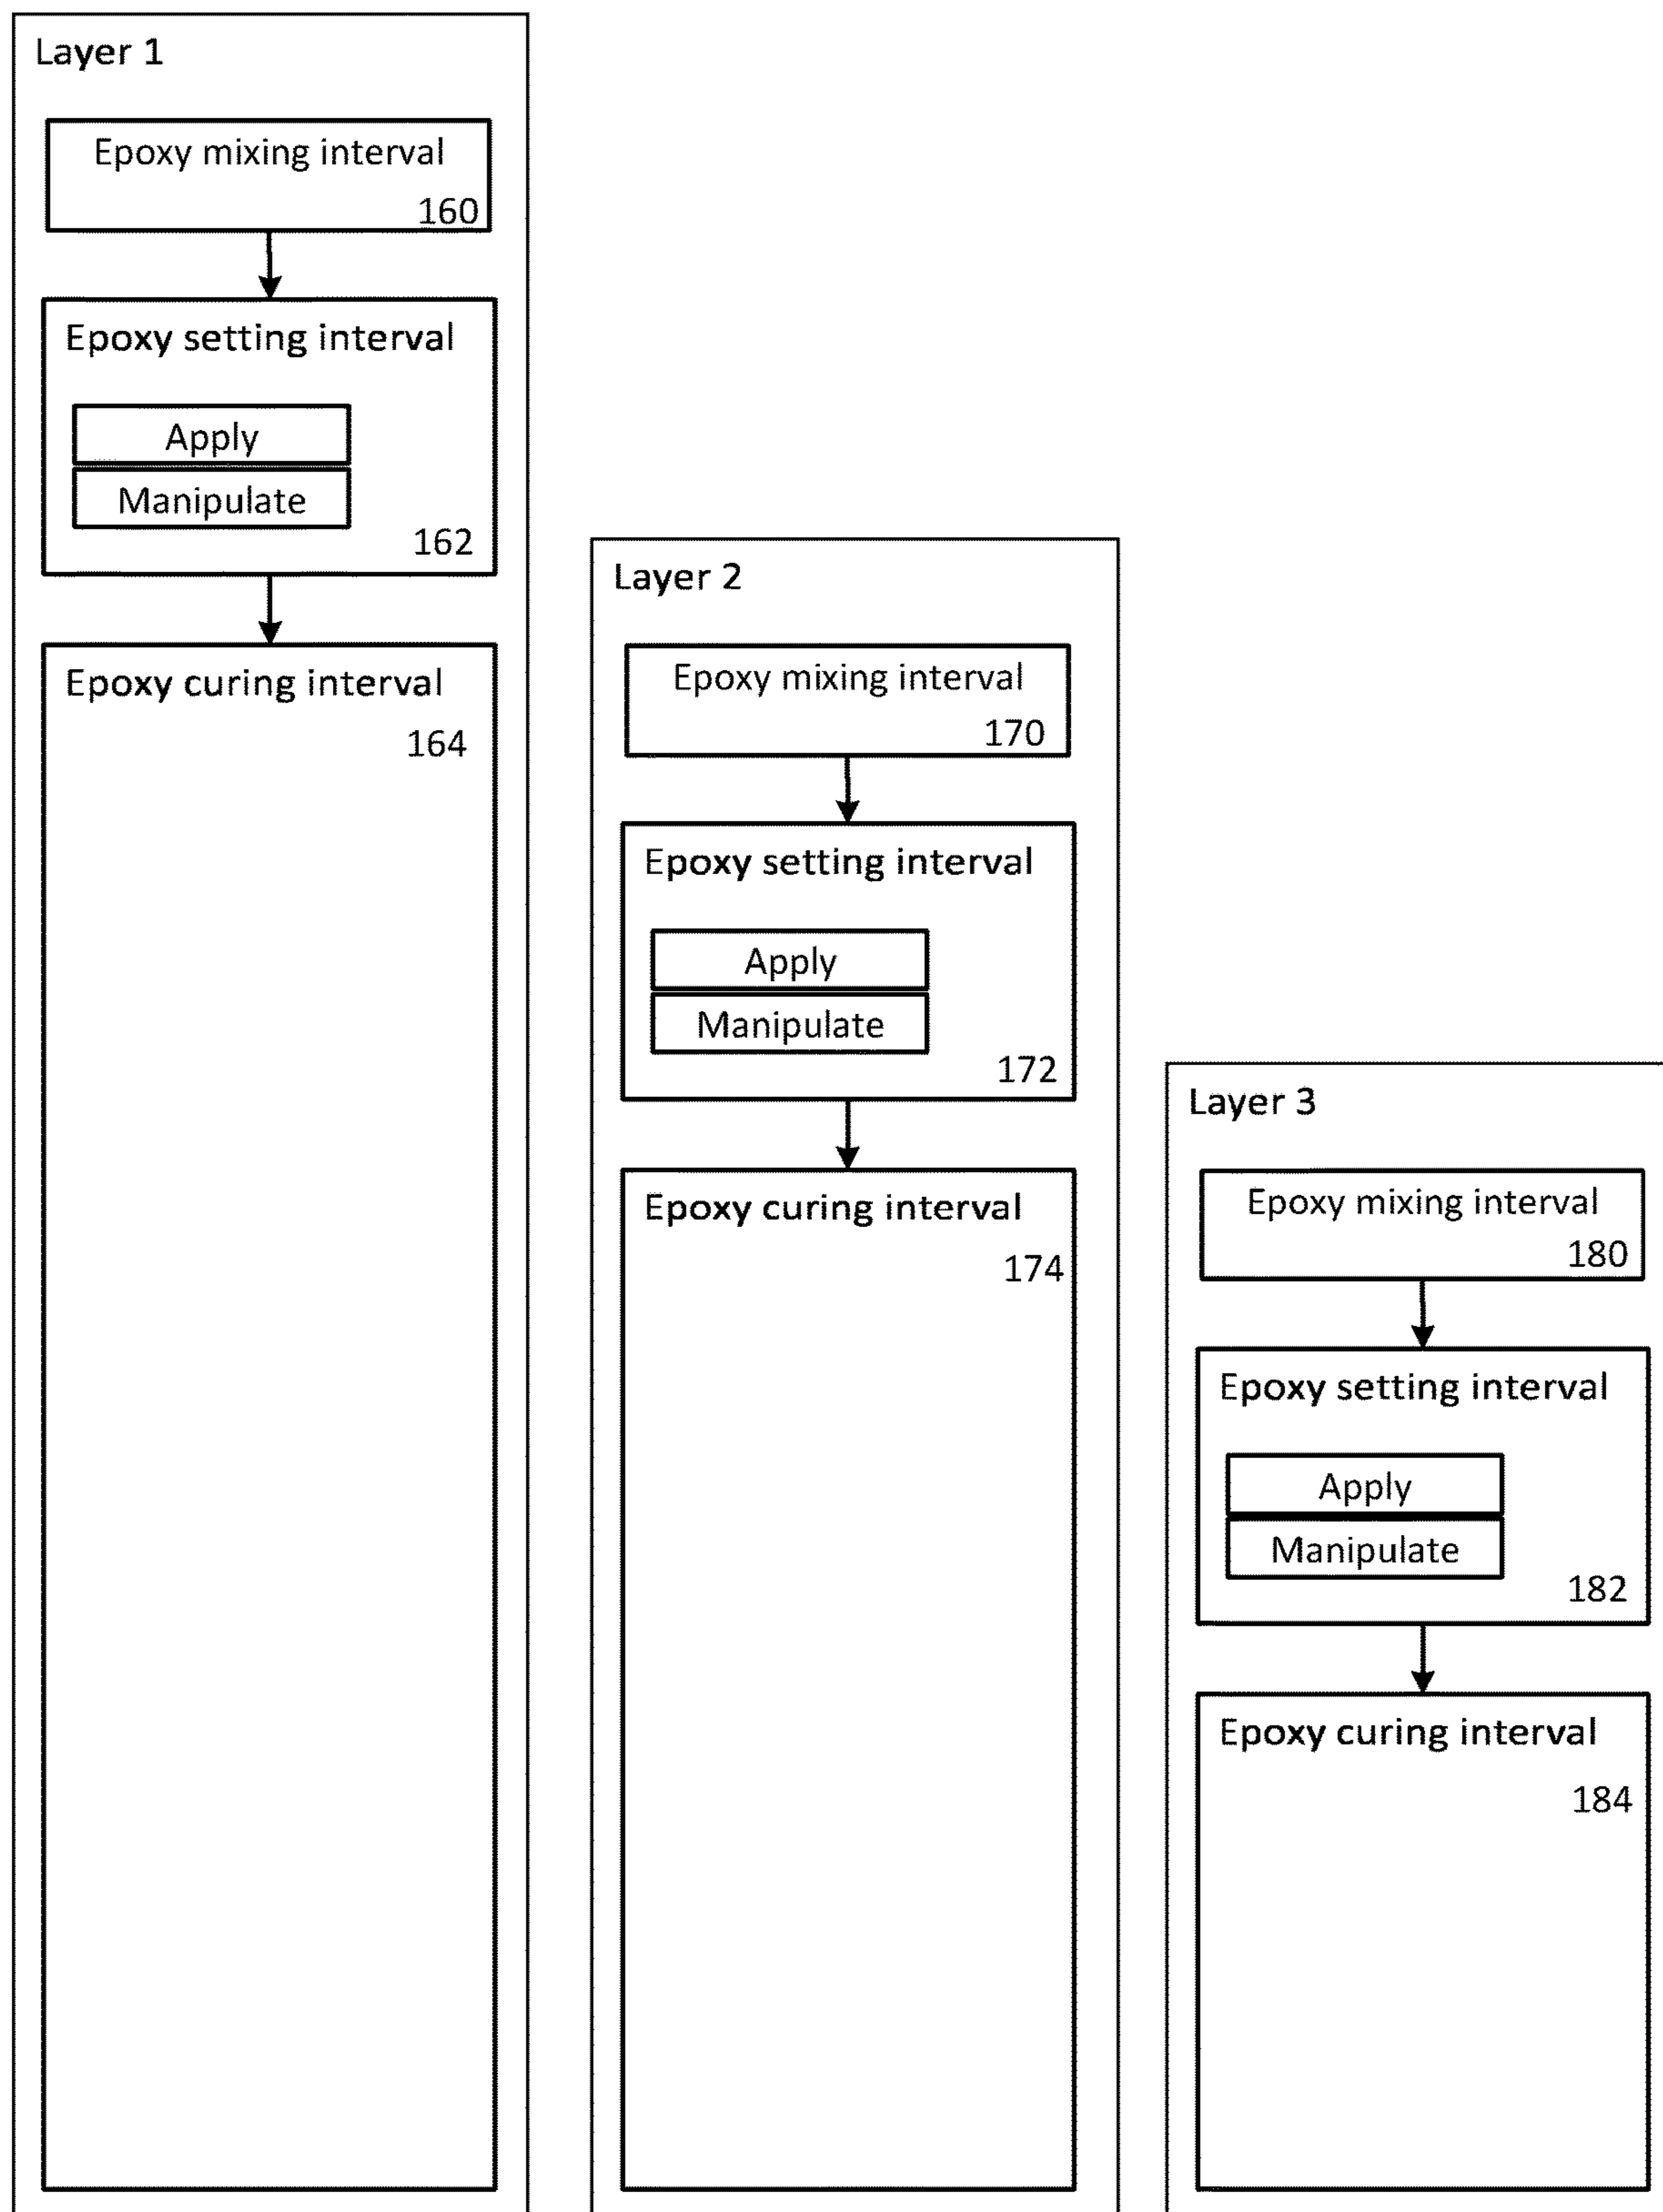 Layer 1
Epoxy mixing interval
160
Epoxy setting interval
Apply
Manipulate
162
Epoxy curing interval
164
Layer 2
Epoxy mixing interval
170
Epoxy setting interval
Apply
Manipulate
172
Epoxy curing interval
174
Layer 3
Epoxy mixing interval
180
Epoxy setting interval
Apply
Manipulate
182
Epoxy curing interval
184